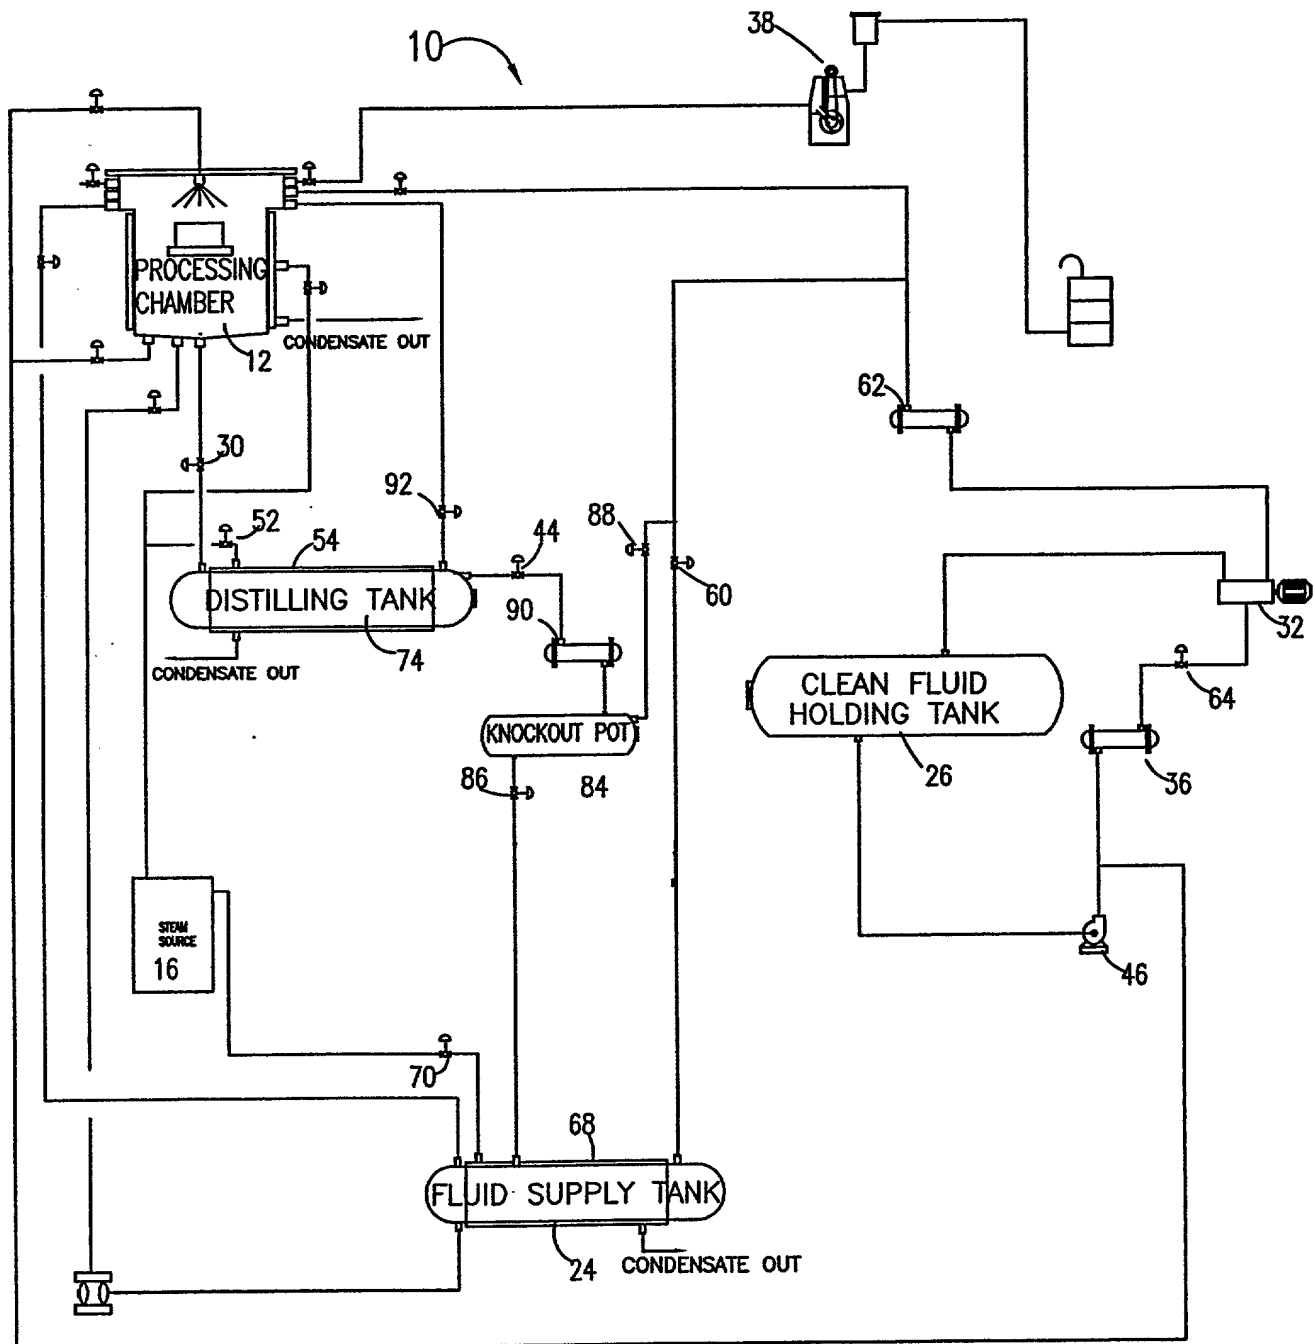 10
38
PROCESSING
CHAMBER
12
CONDENSATE OUT
62
30
92
88
52
54
44
60
DISTILLING TANK
90
32
74
CONDENSATE OUT
CLEAN FLUID
HOLDING TANK
64
KNOCKOUT POT
26
36
86
84
STEAM
SOURCE
16
46
70
68
FLUID SUPPLY TANK
24
CONDENSATE OUT